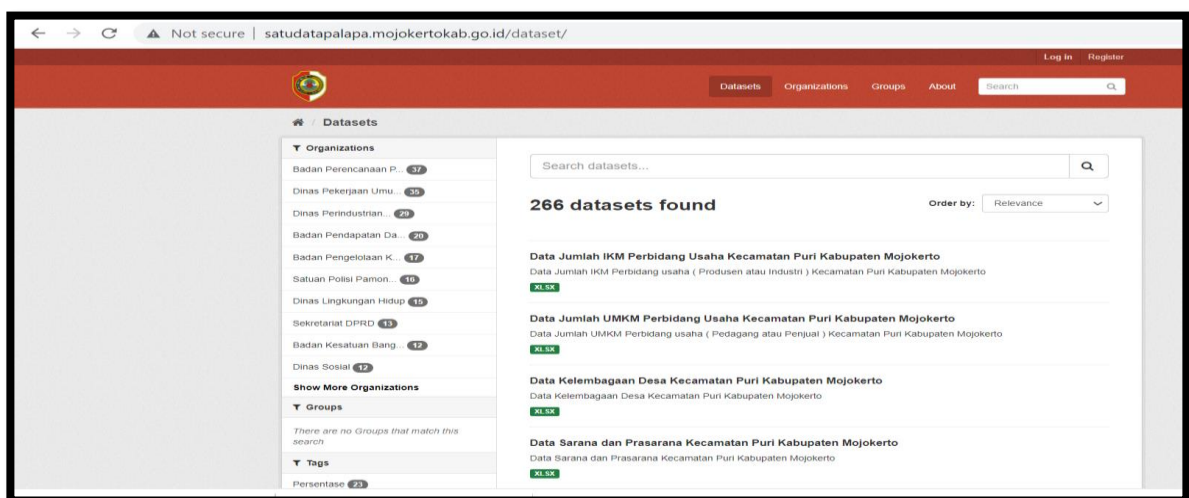 Not secure | satudatapalapa.mojokertokab.go.id/dataset/
Log in Register
Datasets Organizations Groups About Search
/ Datasets
Organizations
Badan Perencanaan P... 37
Dinas Pekerjaan Umu... 35
Dinas Perindustrian... 29
Badan Pendapatan Da... 20
Badan Pengelolaan K... 17
Satuan Polisi Pamon... 16
Dinas Lingkungan Hidup 15
Sekretariat DPRD 13
Badan Kesatuan Bang... 12
Dinas Sosial 12
Show More Organizations
Groups
There are no Groups that match this
search
Tags
Persentase 23
Search datasets...
266 datasets found
Order by: Relevance
Data Jumlah IKM Perbidang Usaha Kecamatan Puri Kabupaten Mojokerto
Data Jumlah IKM Perbidang usaha ( Produsen atau Industri ) Kecamatan Puri Kabupaten Mojokerto
XLSX
Data Jumlah UMKM Perbidang Usaha Kecamatan Puri Kabupaten Mojokerto
Data Jumlah UMKM Perbidang usaha ( Pedagang atau Penjual ) Kecamatan Puri Kabupaten Mojokerto
XLSX
Data Kelembagaan Desa Kecamatan Puri Kabupaten Mojokerto
Data Kelembagaan Desa Kecamatan Puri Kabupaten Mojokerto
XLSX
Data Sarana dan Prasarana Kecamatan Puri Kabupaten Mojokerto
Data Sarana dan Prasarana Kecamatan Puri Kabupaten Mojokerto
XLSX